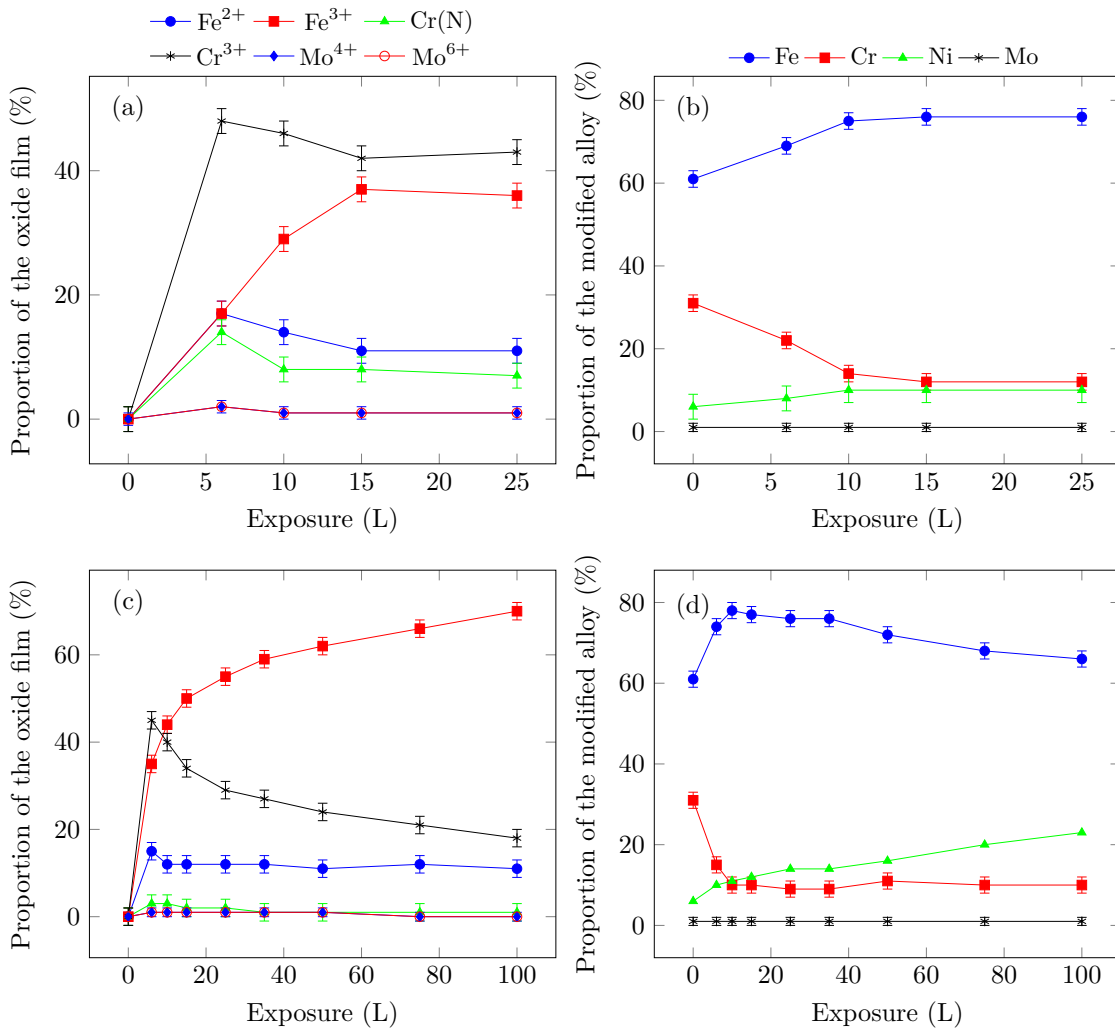 Fe²⁺ Fe³⁺ Cr(N)
Cr³⁺ Mo⁴⁺ Mo⁶⁺
(a)
Proportion of the oxide film (%)
40
20
0
0 5 10 15 20 25
Exposure (L)
Fe Cr Ni Mo
(b)
Proportion of the modified alloy (%)
80
60
40
20
0
0 5 10 15 20 25
Exposure (L)
(c)
Proportion of the oxide film (%)
60
40
20
0
0 20 40 60 80 100
Exposure (L)
(d)
Proportion of the modified alloy (%)
80
60
40
20
0
0 20 40 60 80 100
Exposure (L)